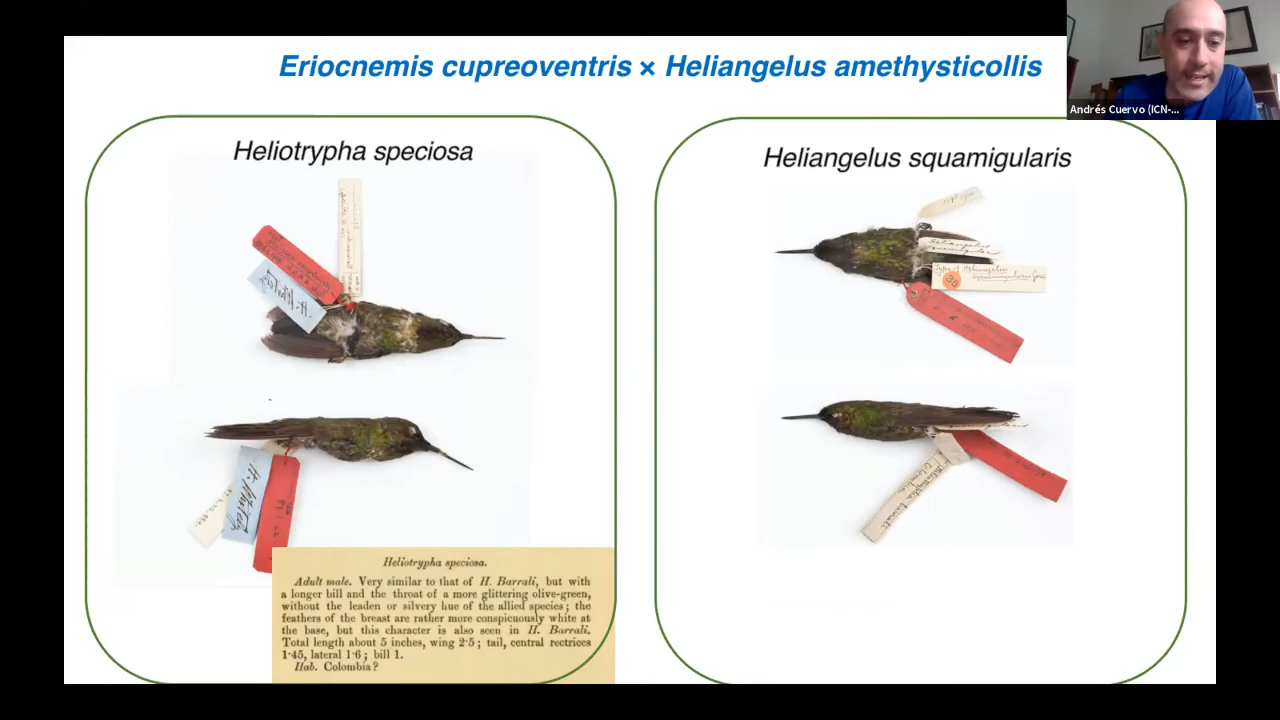 Eriocnemis cupreoventris × Heliangelus amethysticollis
Andrés Cuervo (ICN-...
Heliotrypha speciosa
Heliangelus squamigularis
Heliotrypha speciosa.
Adult male. Very similar to that of H. Barrali, but with
a longer bill and the throat of a more glittering olive-green,
without the leaden or silvery hue of the allied species; the
feathers of the breast are rather more conspicuously white at
the base, but this character is also seen in H. Barrali.
Total length about 5 inches, wing 2·5; tail, central rectrices
1·45, lateral 1·6; bill 1.
Hab. Colombia?